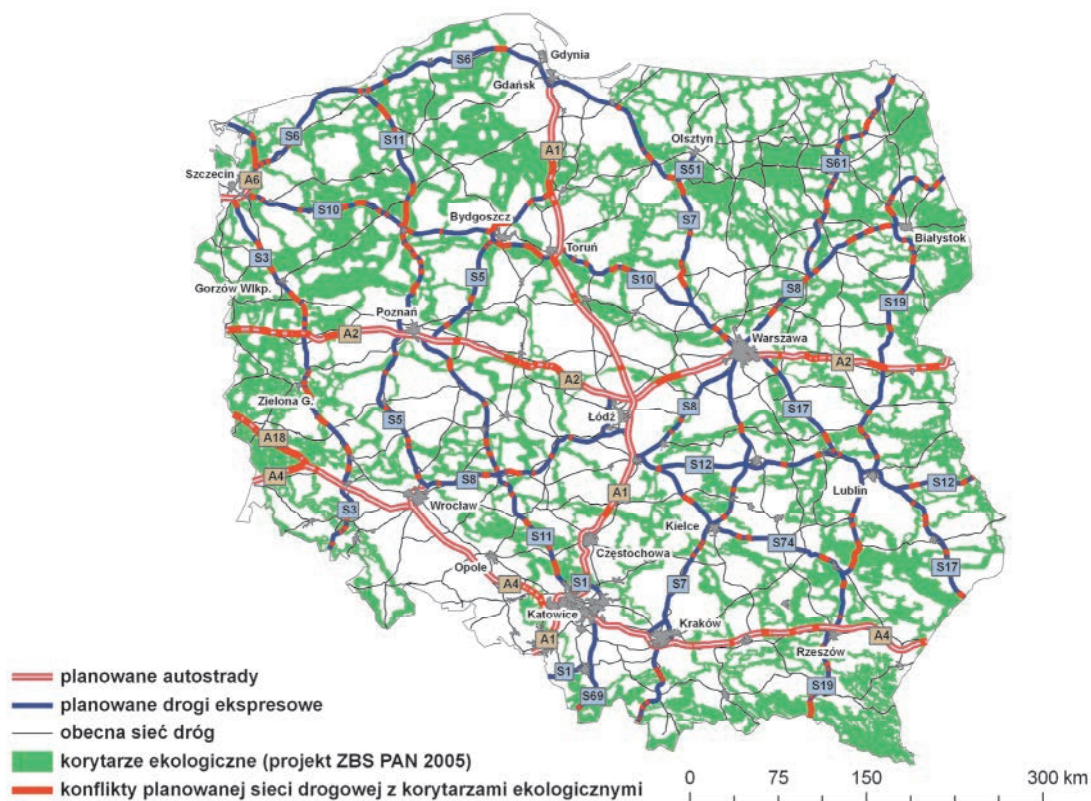 Gdynia
S6
Gdańsk
S6
S11
A1
Olsztyn
S51
S61
Szczecin
A6
S10
Bydgoszcz
S7
Białystok
S3
Toruń
S5
S10
S8
S19
Gorzów Wlkp.
Poznań
A2
Warszawa
A2
A2
Zielona G.
S5
Łódź
S8
S17
A18
A4
S8
S12
Lublin
S12
Wrocław
A1
S3
Kielce
S11
S74
Częstochowa
S17
Opole
A4
S1
S7
Katowice
Kraków
A1
Rzeszów
A4
S1
S69
S19
planowane autostrady
planowane drogi ekspresowe
obecna sieć dróg
korytarze ekologiczne (projekt ZBS PAN 2005)
konflikty planowanej sieci drogowej z korytarzami ekologicznymi
0 75 150 300 km